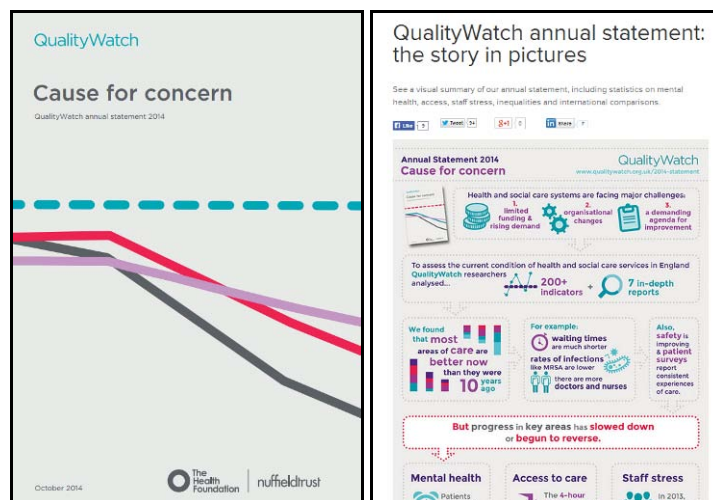 QualityWatch
Cause for concern
QualityWatch annual statement 2014
October 2014
The
Health
Foundation
nuffieldtrust
QualityWatch annual statement:
the story in pictures
See a visual summary of our annual statement, including statistics on mental
health, access, staff stress, inequalities and international comparisons.
Like
Tweet
+1
Share
Annual Statement 2014
Cause for concern
QualityWatch
www.qualitywatch.org.uk/2014-statement
Health and social care systems are facing major challenges:
1.
limited
funding &
rising demand
2.
organisational
changes
3.
a demanding
agenda for
improvement
To assess the current condition of health and social care services in England
QualityWatch researchers
analysed...
200+
indicators
+
7 in-depth
reports
We found
that most
areas of care are
better now
than they were
10 years
ago
For example:
waiting times
are much shorter
rates of infections
like MRSA are lower
there are more
doctors and nurses
Also,
safety is
improving
& patient
surveys
report
consistent
experiences
of care.
But progress in key areas has slowed down
or begun to reverse.
Mental health
Patients
Access to care
The 4-hour
Staff stress
In 2013,